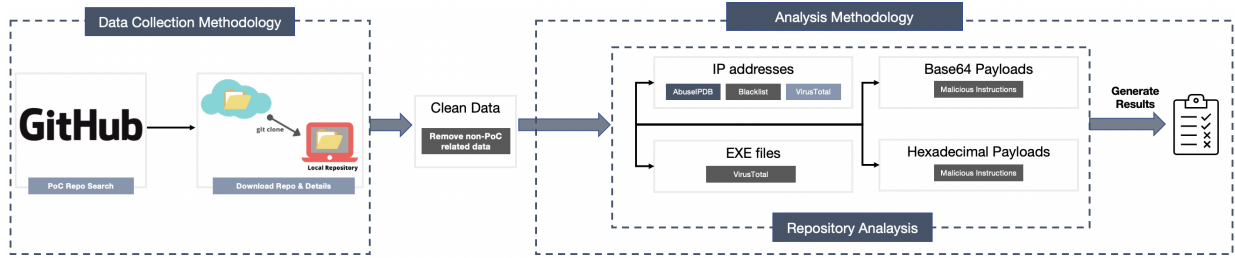 Data Collection Methodology
GitHub
PoC Repo Search
git clone
Local Repository
Download Repo & Details
Clean Data
Remove non-PoC
related data
Analysis Methodology
IP addresses
AbuseIPDB
Blacklist
VirusTotal
Base64 Payloads
Malicious Instructions
EXE files
VirusTotal
Hexadecimal Payloads
Malicious Instructions
Repository Analaysis
Generate
Results